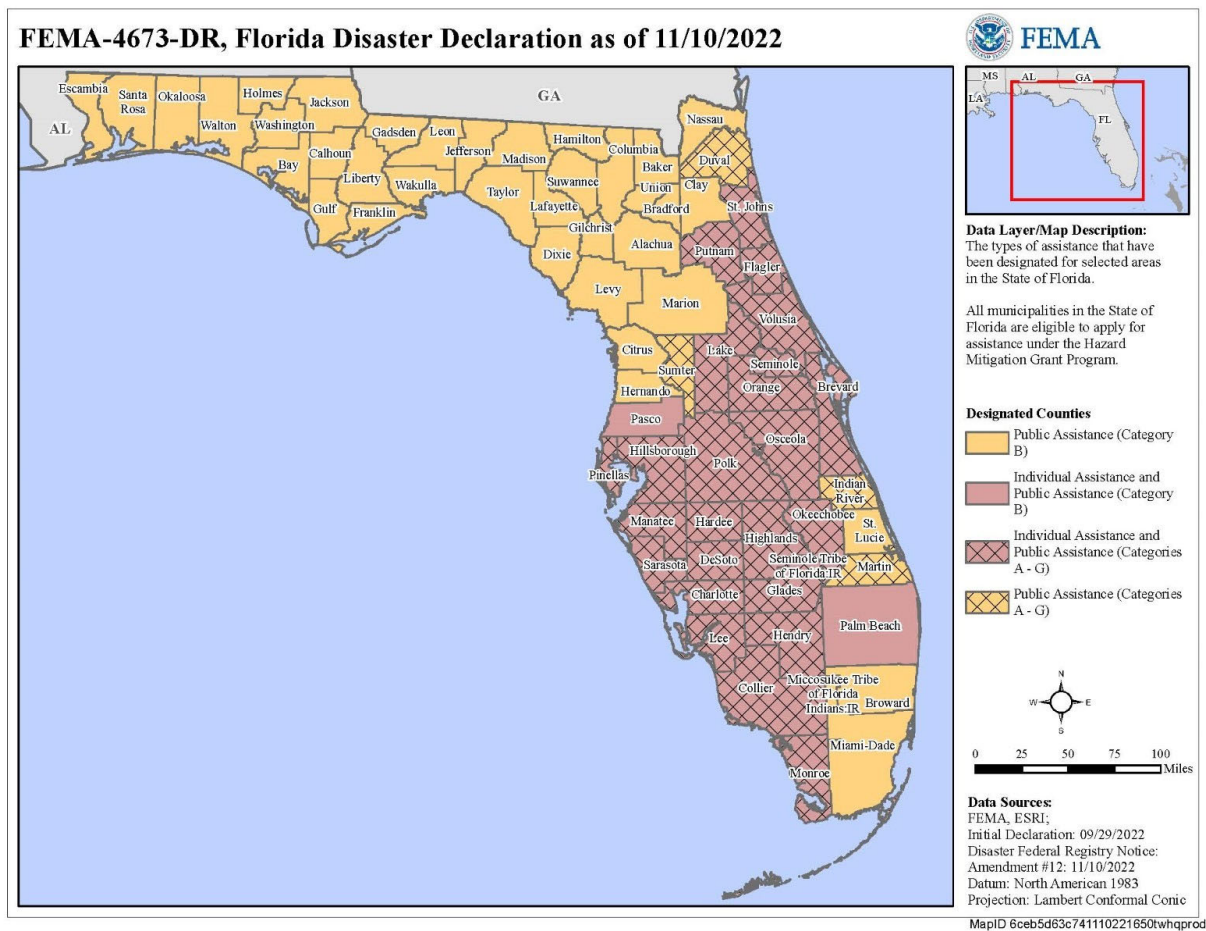 FEMA-4673-DR, Florida Disaster Declaration as of 11/10/2022
FEMA
MS
AL
GA
LA
FL
GA
AL
Escambia
Santa
Rosa
Okaloosa
Holmes
Jackson
Walton
Washington
Bay
Calhoun
Gadsden
Leon
Jefferson
Madison
Hamilton
Columbia
Nassau
Baker
Duval
Liberty
Wakulla
Taylor
Suwannee
Union
Clay
Lafayette
Bradford
St. Johns
Gulf
Franklin
Gilchrist
Dixie
Alachua
Putnam
Flagler
Levy
Marion
Volusia
Citrus
Sumter
Lake
Seminole
Hernando
Orange
Brevard
Pasco
Osceola
Hillsborough
Polk
Pinellas
Indian
River
Manatee
Hardee
Okeechobee
St.
Lucie
Highlands
Sarasota
DeSoto
Seminole Tribe
of Florida:IR
Martin
Charlotte
Glades
Palm Beach
Lee
Hendry
Collier
Miccosukee Tribe
of Florida
Indians:IR
Broward
Miami-Dade
Monroe
Data Layer/Map Description:
The types of assistance that have
been designated for selected areas
in the State of Florida.
All municipalities in the State of
Florida are eligible to apply for
assistance under the Hazard
Mitigation Grant Program.
Designated Counties
Public Assistance (Category
B)
Individual Assistance and
Public Assistance (Category
B)
Individual Assistance and
Public Assistance (Categories
A - G)
Public Assistance (Categories
A - G)
N
W
E
S
0 25 50 75 100
Miles
Data Sources:
FEMA, ESRI;
Initial Declaration: 09/29/2022
Disaster Federal Registry Notice:
Amendment #12: 11/10/2022
Datum: North American 1983
Projection: Lambert Conformal Conic
MapID 6ceb5d63c741110221650twhqprod